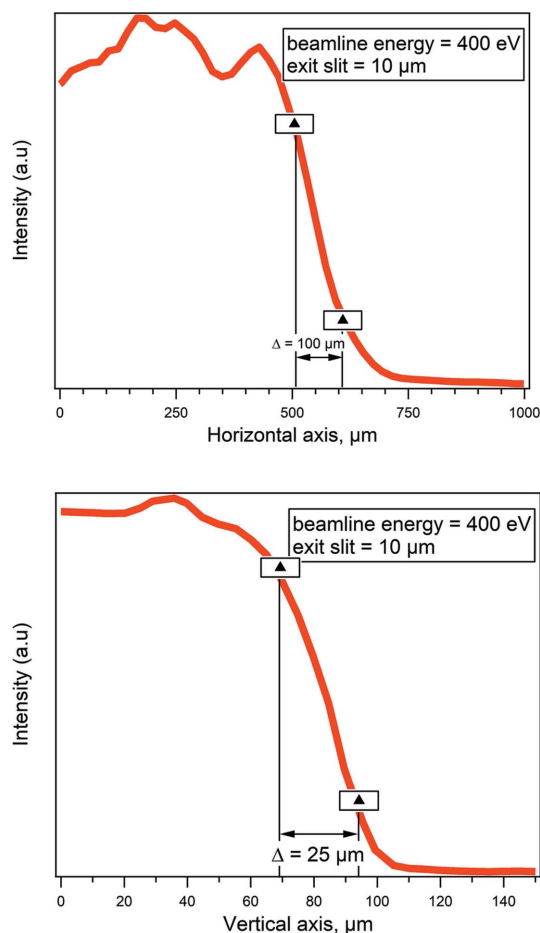 beamline energy = 400 eV
exit slit = 10 µm
Intensity (a.u)
Δ = 100 µm
0 250 500 750 1000
Horizontal axis, µm
beamline energy = 400 eV
exit slit = 10 µm
Intensity (a.u)
Δ = 25 µm
0 20 40 60 80 100 120 140
Vertical axis, µm